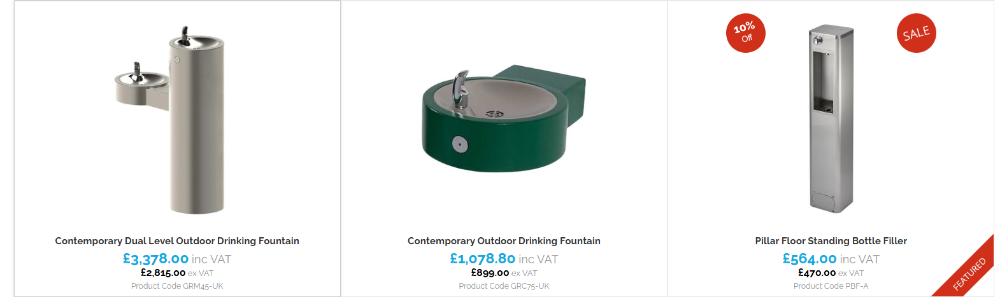 Contemporary Dual Level Outdoor Drinking Fountain
£3,378.00 inc VAT
£2,815.00 ex VAT
Product Code GRM45-UK
Contemporary Outdoor Drinking Fountain
£1,078.80 inc VAT
£899.00 ex VAT
Product Code GRC75-UK
10%
Off
SALE
Pillar Floor Standing Bottle Filler
£564.00 inc VAT
£470.00 ex VAT
Product Code PBF-A
FEATURED